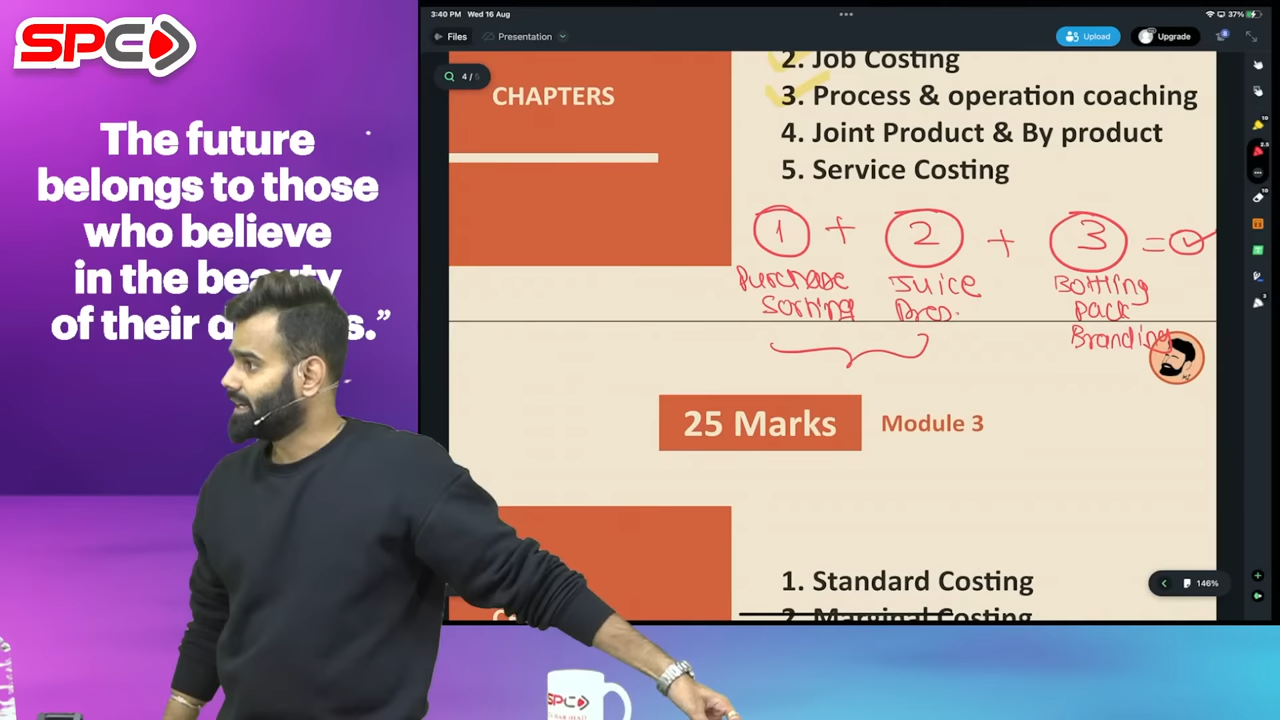 SPC
The future
belongs to those
who believe
in the beauty
of their d s.”
3:40 PM Wed 16 Aug
37%
Files
Presentation
Upload
Upgrade
4 / 5
CHAPTERS
2. Job Costing
3. Process & operation coaching
4. Joint Product & By product
5. Service Costing
1 + 2 + 3 =
Purchase
Sorting
Juice
Prep.
Bottling
Pack
Branding
25 Marks
Module 3
1. Standard Costing
2. Marginal Costing
146%
SPC